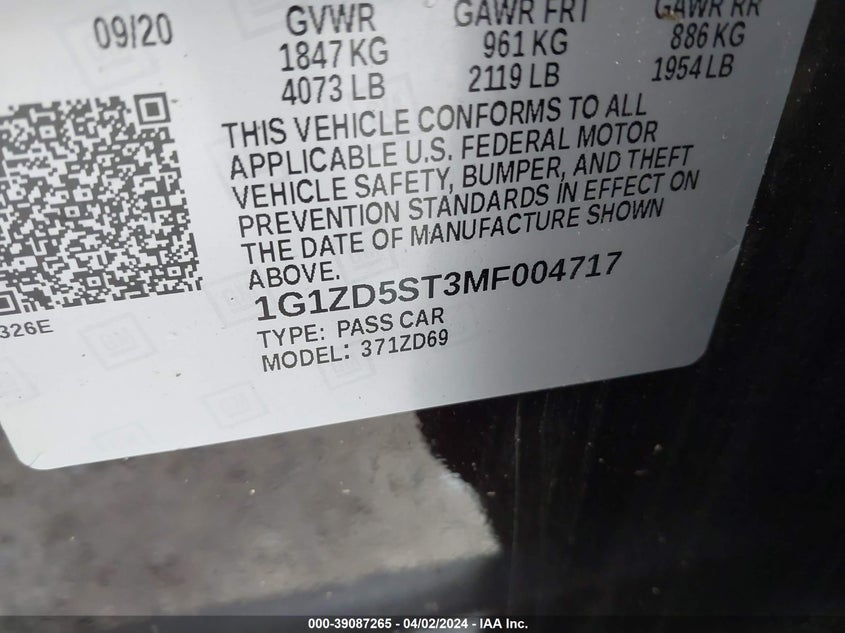 09/20 GVWR GAWR FRT GAWR RR
1847 KG 961 KG 886 KG
4073 LB 2119 LB 1954 LB
THIS VEHICLE CONFORMS TO ALL
APPLICABLE U.S. FEDERAL MOTOR
VEHICLE SAFETY, BUMPER, AND THEFT
PREVENTION STANDARDS IN EFFECT ON
THE DATE OF MANUFACTURE SHOWN
ABOVE.
1G1ZD5ST3MF004717
326E
TYPE: PASS CAR
MODEL: 371ZD69
000-39087265 - 04/02/2024 - IAA Inc.